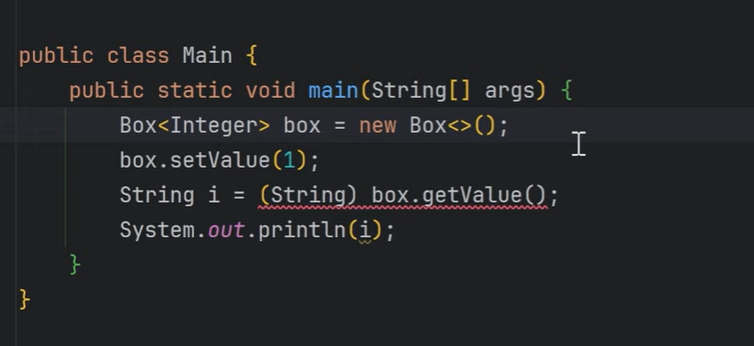 public class Main {
    public static void main(String[] args) {
        Box<Integer> box = new Box<>();
        box.setValue(1);
        String i = (String) box.getValue();
        System.out.println(i);
    }
}